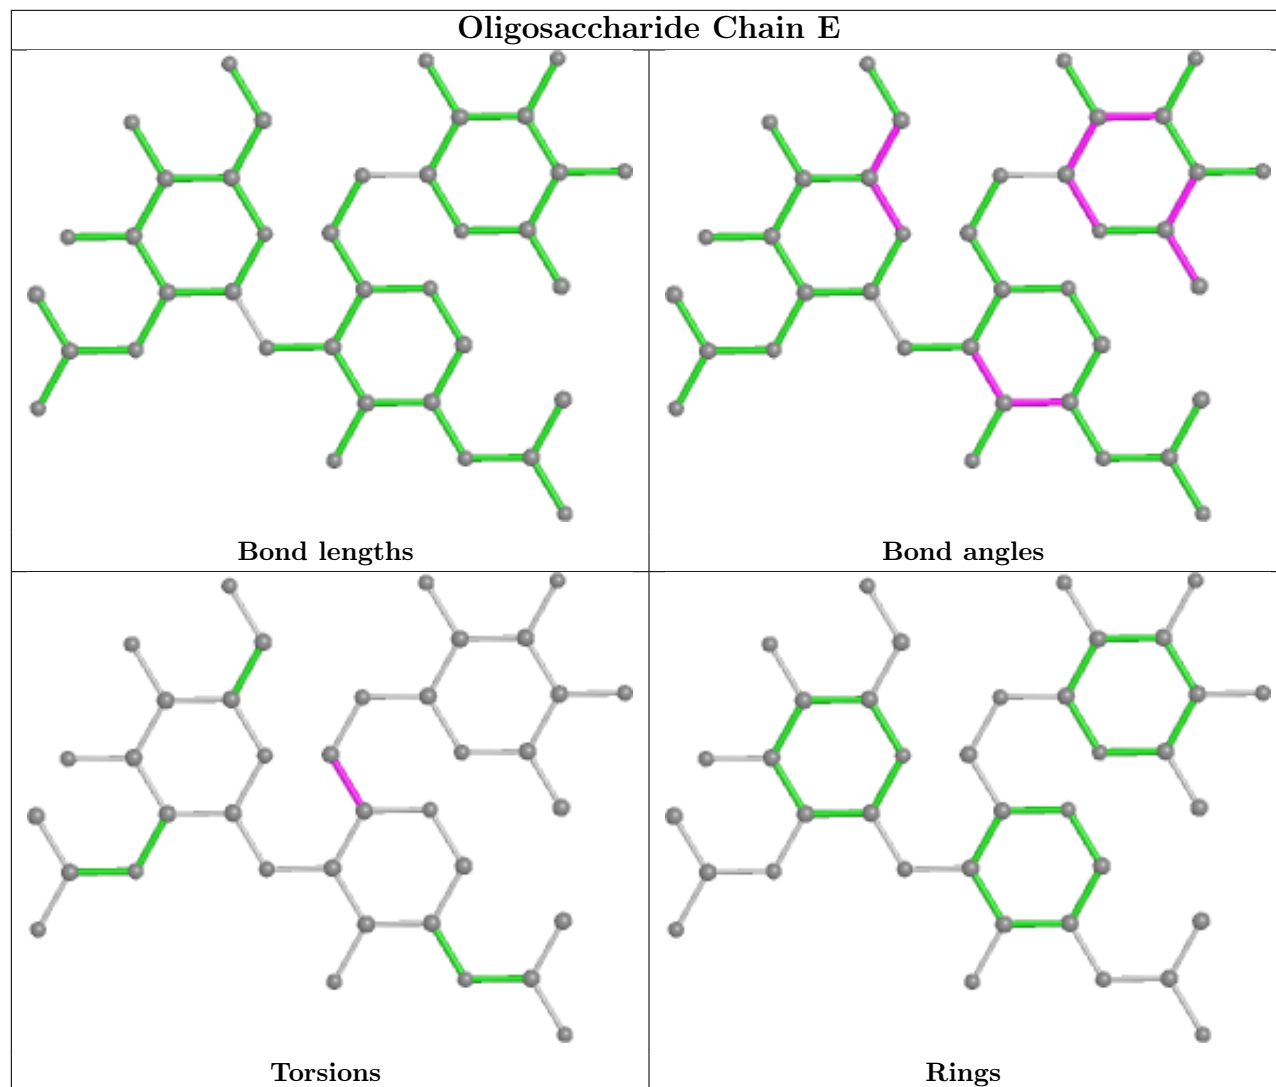 Oligosaccharide Chain E
Bond lengths
Bond angles
Torsions
Rings